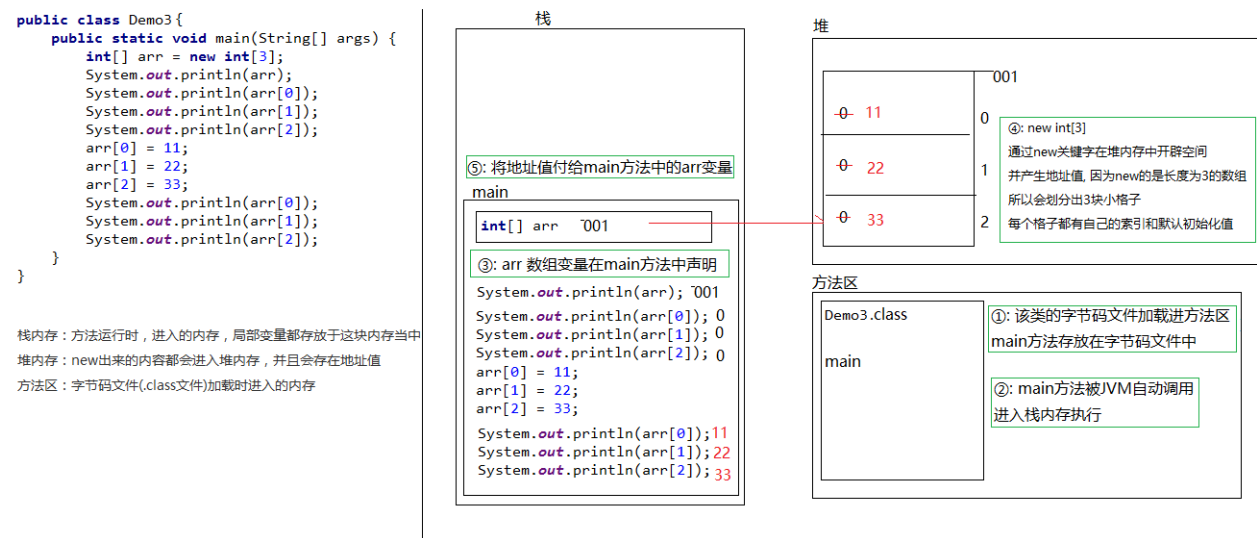 public class Demo3{
public static void main(String[] args) {
int[] arr = new int[3];
System.out.println(arr);
System.out.println(arr[0]);
System.out.println(arr[1]);
System.out.println(arr[2]);
arr[0] = 11;
arr[1] = 22;
arr[2] = 33;
System.out.println(arr[0]);
System.out.println(arr[1]);
System.out.println(arr[2]);
}
}
栈内存：方法运行时，进入的内存，局部变量都存放于这块内存当中
堆内存：new出来的内容都会进入堆内存，并且会存在地址值
方法区：字节码文件(.class文件)加载时进入的内存
栈
⑤: 将地址值付给main方法中的arr变量
main
int[] arr 001
③: arr 数组变量在main方法中声明
System.out.println(arr); 001
System.out.println(arr[0]); 0
System.out.println(arr[1]); 0
System.out.println(arr[2]); 0
arr[0] = 11;
arr[1] = 22;
arr[2] = 33;
System.out.println(arr[0]);11
System.out.println(arr[1]);22
System.out.println(arr[2]);33
堆
001
0 11 0
0 22 1
0 33 2
④: new int[3]
通过new关键字在堆内存中开辟空间
并产生地址值, 因为new的是长度为3的数组
所以会划分出3块小格子
每个格子都有自己的索引和默认初始化值
方法区
Demo3.class
main
①: 该类的字节码文件加载进方法区
main方法存放在字节码文件中
②: main方法被JVM自动调用
进入栈内存执行